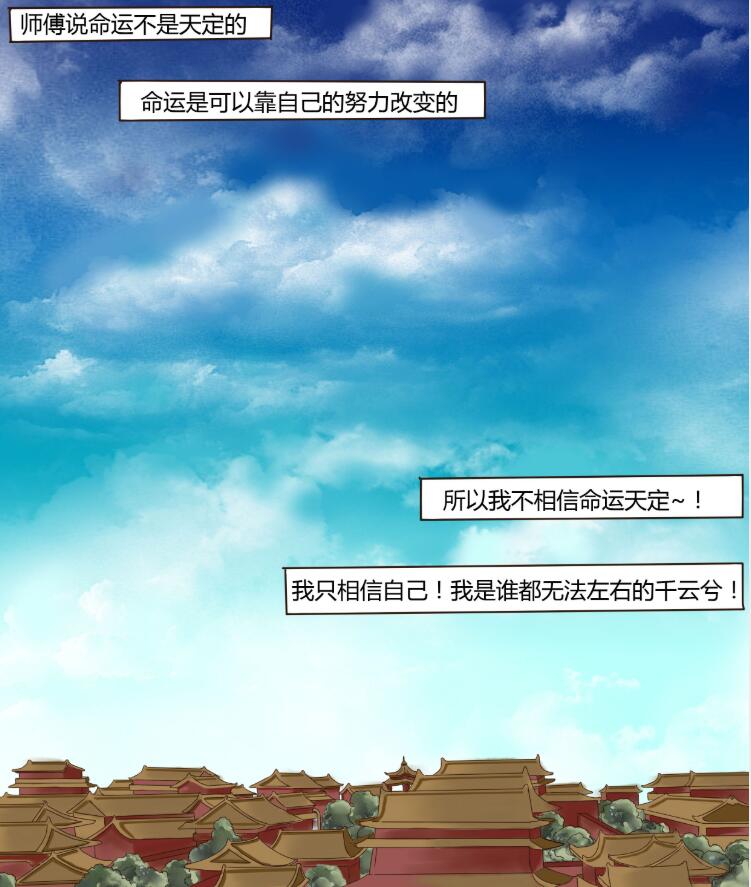 师傅说命运不是天定的
命运是可以靠自己的努力改变的
所以我不相信命运天定~！
我只相信自己！我是谁都无法左右的千云兮！